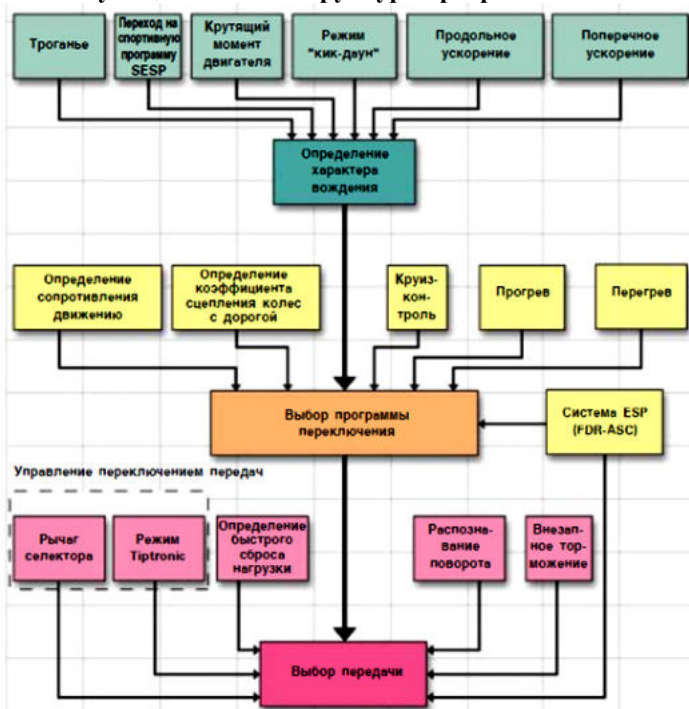 Троганье
Переход на
спортивную
программу
SESP
Крутящий
момент
двигателя
Режим
"кик-даун"
Продольное
ускорение
Поперечное
ускорение
Определение
характера
вождения
Определение
сопротивления
движению
Определение
коэффициента
сцепления колес
с дорогой
Круиз-
кон-
троль
Прогрев
Перегрев
Выбор программы
переключения
Система ESP
(FDR-ASC)
Управление переключением передач
Рычаг
селектора
Режим
Tiptronic
Определение
быстрого
сброса
нагрузки
Распозна-
вание
поворота
Внезап-
ное тор-
можение
Выбор передачи